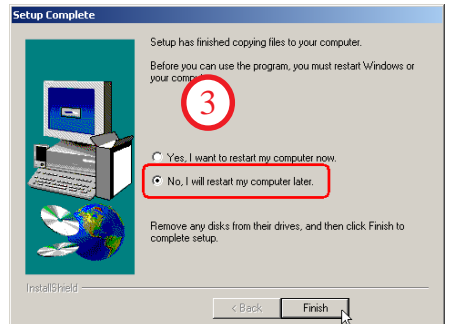 Setup Complete
Setup has finished copying files to your computer.
Before you can use the program, you must restart Windows or
your
3
Yes, I want to restart my computer now.
No, I will restart my computer later.
Remove any disks from their drives, and then click Finish to
complete setup.
InstallShield
< Back
Finish